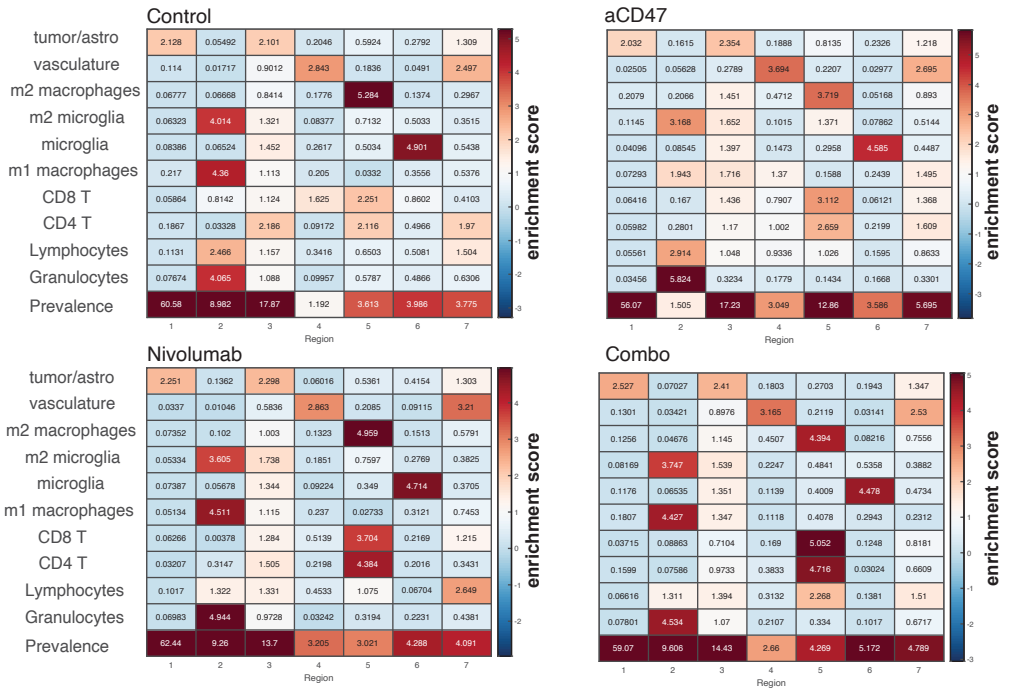 Control
tumor/astro 2.128 0.05492 2.101 0.2046 0.5924 0.2792 1.309
vasculature 0.114 0.01717 0.9012 2.843 0.1836 0.0491 2.497
m2 macrophages 0.06777 0.06668 0.8414 0.1776 5.284 0.1374 0.2967
m2 microglia 0.06323 4.014 1.321 0.08377 0.7132 0.5033 0.3515
microglia 0.08386 0.06524 1.452 0.2617 0.5034 4.901 0.5438
m1 macrophages 0.217 4.36 1.113 0.205 0.0332 0.3556 0.5376
CD8 T 0.05864 0.8142 1.124 1.625 2.251 0.8602 0.4103
CD4 T 0.1867 0.03328 2.186 0.09172 2.116 0.4966 1.97
Lymphocytes 0.1131 2.466 1.157 0.3416 0.6503 0.5081 1.504
Granulocytes 0.07674 4.065 1.088 0.09957 0.5787 0.4866 0.6306
Prevalence 60.58 8.982 17.87 1.192 3.613 3.986 3.775
1 2 3 4 5 6 7
Region
5
4
3
2
1
0
-1
-2
-3
enrichment score
aCD47
2.032 0.1615 2.354 0.1888 0.8135 0.2326 1.218
0.02505 0.05628 0.2789 3.694 0.2207 0.02977 2.695
0.2079 0.2066 1.451 0.4712 3.719 0.05168 0.893
0.1145 3.168 1.652 0.1015 1.371 0.07862 0.5144
0.04096 0.08545 1.397 0.1473 0.2958 4.585 0.4487
0.07293 1.943 1.716 1.37 0.1588 0.2439 1.495
0.06416 0.167 1.436 0.7907 3.112 0.06121 1.368
0.05982 0.2801 1.17 1.002 2.659 0.2199 1.609
0.05561 2.914 1.048 0.9336 1.026 0.1595 0.8633
0.03456 5.824 0.3234 0.1779 0.1434 0.1668 0.3301
56.07 1.505 17.23 3.049 12.86 3.586 5.695
1 2 3 4 5 6 7
Region
5
4
3
2
1
0
-1
-2
-3
enrichment score
Nivolumab
tumor/astro 2.251 0.1362 2.298 0.06016 0.5361 0.4154 1.303
vasculature 0.0337 0.01046 0.5836 2.863 0.2085 0.09115 3.21
m2 macrophages 0.07352 0.102 1.003 0.1323 4.959 0.1513 0.5791
m2 microglia 0.05334 3.605 1.738 0.1851 0.7597 0.2769 0.3825
microglia 0.07387 0.05678 1.344 0.09224 0.349 4.714 0.3705
m1 macrophages 0.05134 4.511 1.115 0.237 0.02733 0.3121 0.7453
CD8 T 0.06266 0.00378 1.284 0.5139 3.704 0.2169 1.215
CD4 T 0.03207 0.3147 1.505 0.2198 4.384 0.2016 0.3431
Lymphocytes 0.1017 1.322 1.331 0.4533 1.075 0.06704 2.649
Granulocytes 0.06983 4.944 0.9728 0.03242 0.3194 0.2231 0.4381
Prevalence 62.44 9.26 13.7 3.205 3.021 4.288 4.091
1 2 3 4 5 6 7
Region
4
3
2
1
0
-1
-2
enrichment score
Combo
2.527 0.07027 2.41 0.1803 0.2703 0.1943 1.347
0.1301 0.03421 0.8976 3.165 0.2119 0.03141 2.53
0.1256 0.04676 1.145 0.4507 4.394 0.08216 0.7556
0.08169 3.747 1.539 0.2247 0.4841 0.5358 0.3882
0.1176 0.06535 1.351 0.1139 0.4009 4.478 0.4734
0.1807 4.427 1.347 0.1118 0.4078 0.2943 0.2312
0.03715 0.08863 0.7104 0.169 5.052 0.1248 0.8181
0.1599 0.07586 0.9733 0.3833 4.716 0.03024 0.6609
0.06616 1.311 1.394 0.3132 2.268 0.1381 1.51
0.07801 4.534 1.07 0.2107 0.334 0.1017 0.6717
59.07 9.606 14.43 2.66 4.269 5.172 4.789
1 2 3 4 5 6 7
Region
5
4
3
2
1
0
-1
-2
-3
enrichment score